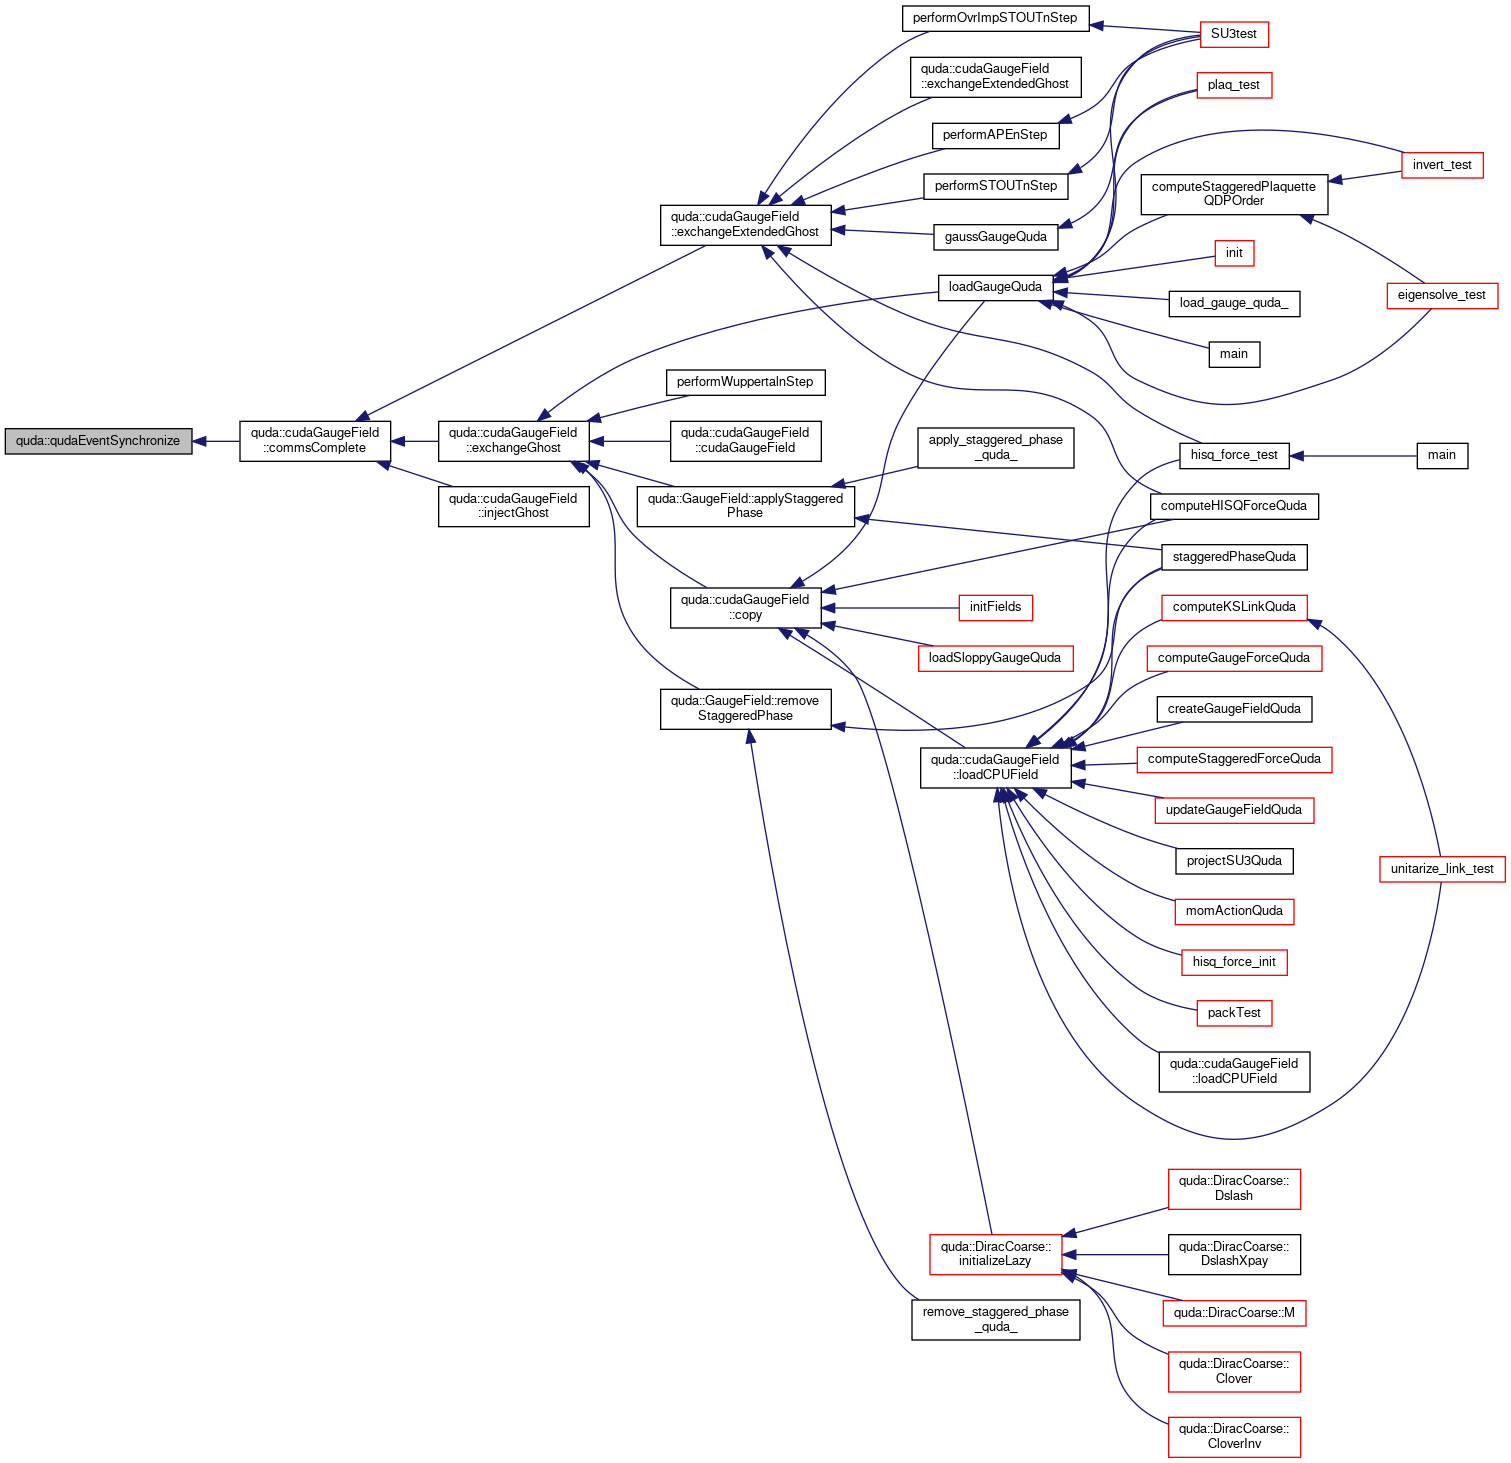 quda::qudaEventSynchronize
quda::cudaGaugeField
::commsComplete
quda::cudaGaugeField
::exchangeGhost
quda::cudaGaugeField
::injectGhost
quda::cudaGaugeField
::exchangeExtendedGhost
performWuppertalnStep
quda::cudaGaugeField
::cudaGaugeField
quda::GaugeField::applyStaggered
Phase
quda::cudaGaugeField
::copy
quda::GaugeField::remove
StaggeredPhase
performOvrImpSTOUTnStep
quda::cudaGaugeField
::exchangeExtendedGhost
performAPEnStep
performSTOUTnStep
gaussGaugeQuda
loadGaugeQuda
apply_staggered_phase
_quda_
initFields
loadSloppyGaugeQuda
quda::cudaGaugeField
::loadCPUField
quda::DiracCoarse::
initializeLazy
remove_staggered_phase
_quda_
SU3test
plaq_test
computeStaggeredPlaquette
QDPOrder
init
load_gauge_quda_
main
hisq_force_test
computeHISQForceQuda
staggeredPhaseQuda
computeKSLinkQuda
computeGaugeForceQuda
createGaugeFieldQuda
computeStaggeredForceQuda
updateGaugeFieldQuda
projectSU3Quda
momActionQuda
hisq_force_init
packTest
quda::cudaGaugeField
::loadCPUField
quda::DiracCoarse::
Dslash
quda::DiracCoarse::
DslashXpay
quda::DiracCoarse::M
quda::DiracCoarse::
Clover
quda::DiracCoarse::
CloverInv
invert_test
eigensolve_test
main
unitarize_link_test